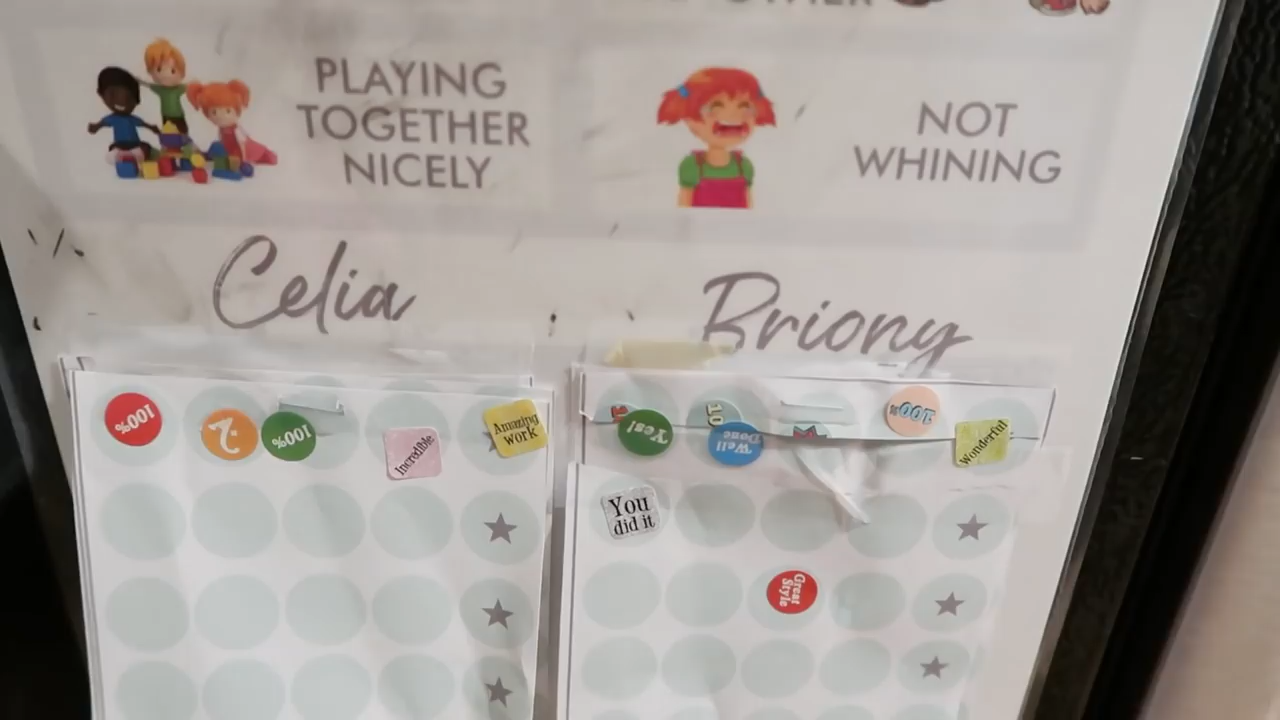 PLAYING
TOGETHER
NICELY
NOT
WHINING
Celia
Briony
100%
100%
Incredible
Amazing
work
Yes!
Well
Done
100%
Wonderful
You
did it
Great
Style